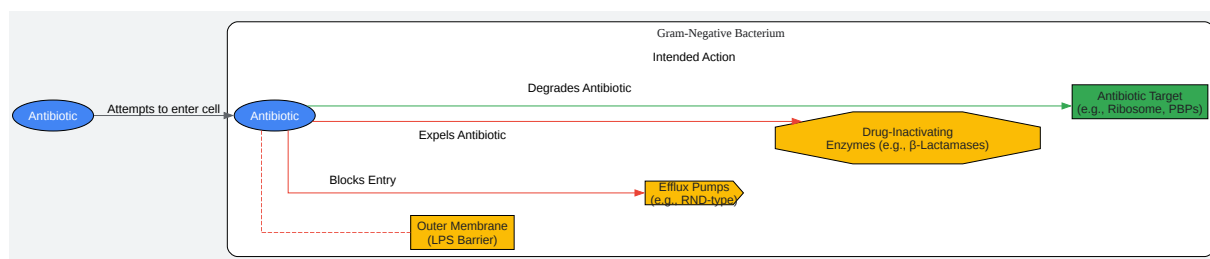 Gram-Negative Bacterium
Intended Action
Degrades Antibiotic
Antibiotic Target
(e.g., Ribosome, PBPs)
Attempts to enter cell
Antibiotic
Antibiotic
Expels Antibiotic
Drug-Inactivating
Enzymes (e.g., β-Lactamases)
Blocks Entry
Efflux Pumps
(e.g., RND-type)
Outer Membrane
(LPS Barrier)